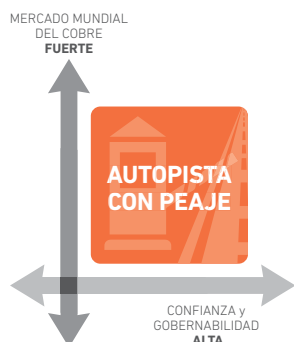 MERCADO MUNDIAL
DEL COBRE
FUERTE
AUTOPISTA
CON PEAJE
CONFIANZA y
GOBERNABILIDAD
ALTA